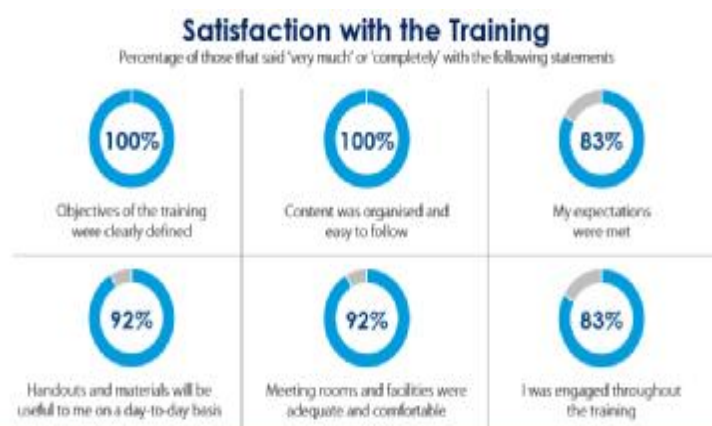 Satisfaction with the Training
Percentage of those that said 'very much' or 'completely' with the following statements
100%
Objectives of the training
were clearly defined
100%
Content was organised and
easy to follow
83%
My expectations
were met
92%
Handouts and materials will be
useful to me on a day-to-day basis
92%
Meeting rooms and facilities were
adequate and comfortable
83%
I was engaged throughout
the training